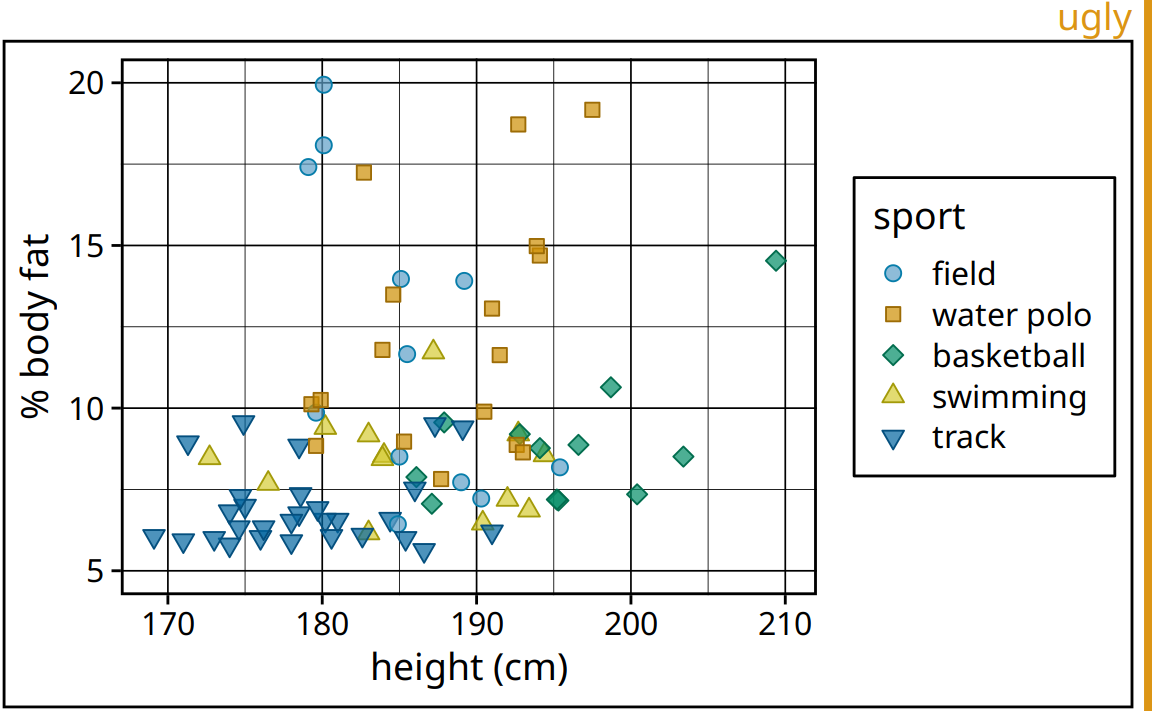 ugly
20
15
10
5
% body fat
170 180 190 200 210
height (cm)
sport
field
water polo
basketball
swimming
track